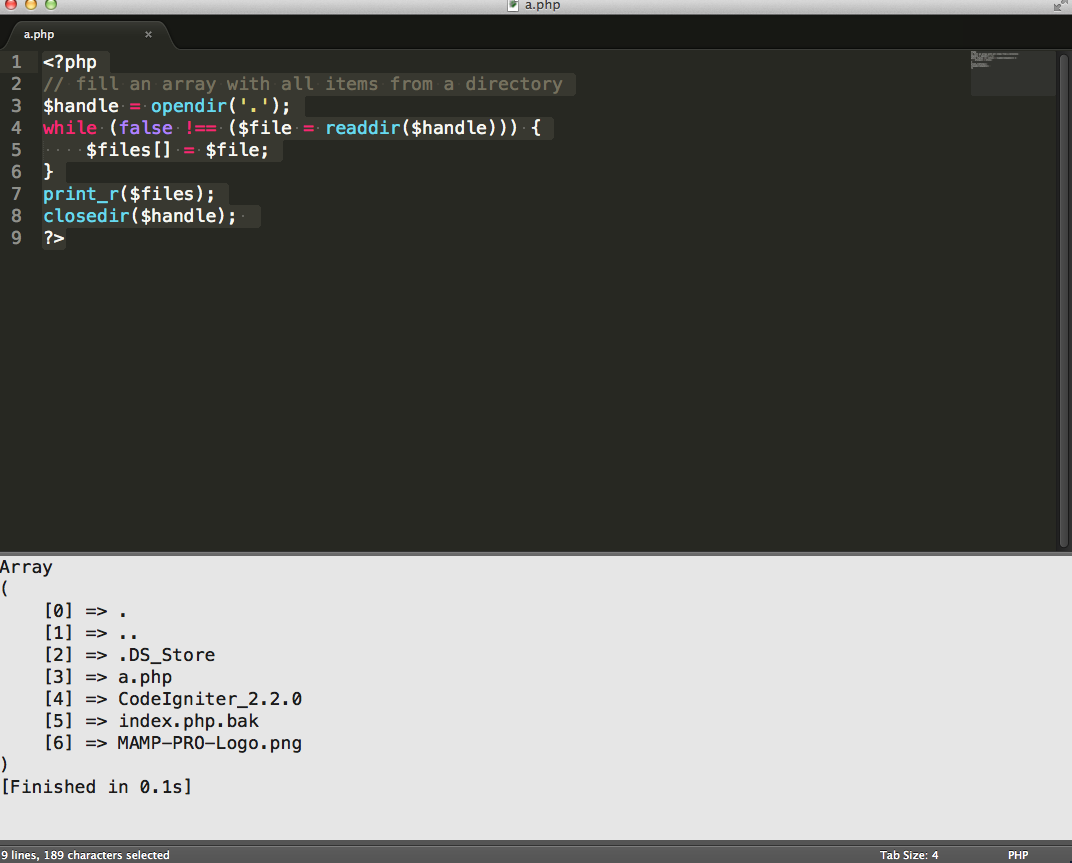 a.php
a.php ×
1 <?php
2 // fill an array with all items from a directory
3 $handle = opendir('.');
4 while (false !== ($file = readdir($handle))) {
5     $files[] = $file;
6 }
7 print_r($files);
8 closedir($handle);
9 ?>
Array
(
    [0] => .
    [1] => ..
    [2] => .DS_Store
    [3] => a.php
    [4] => CodeIgniter_2.2.0
    [5] => index.php.bak
    [6] => MAMP-PRO-Logo.png
)
[Finished in 0.1s]
9 lines, 189 characters selected Tab Size: 4 PHP